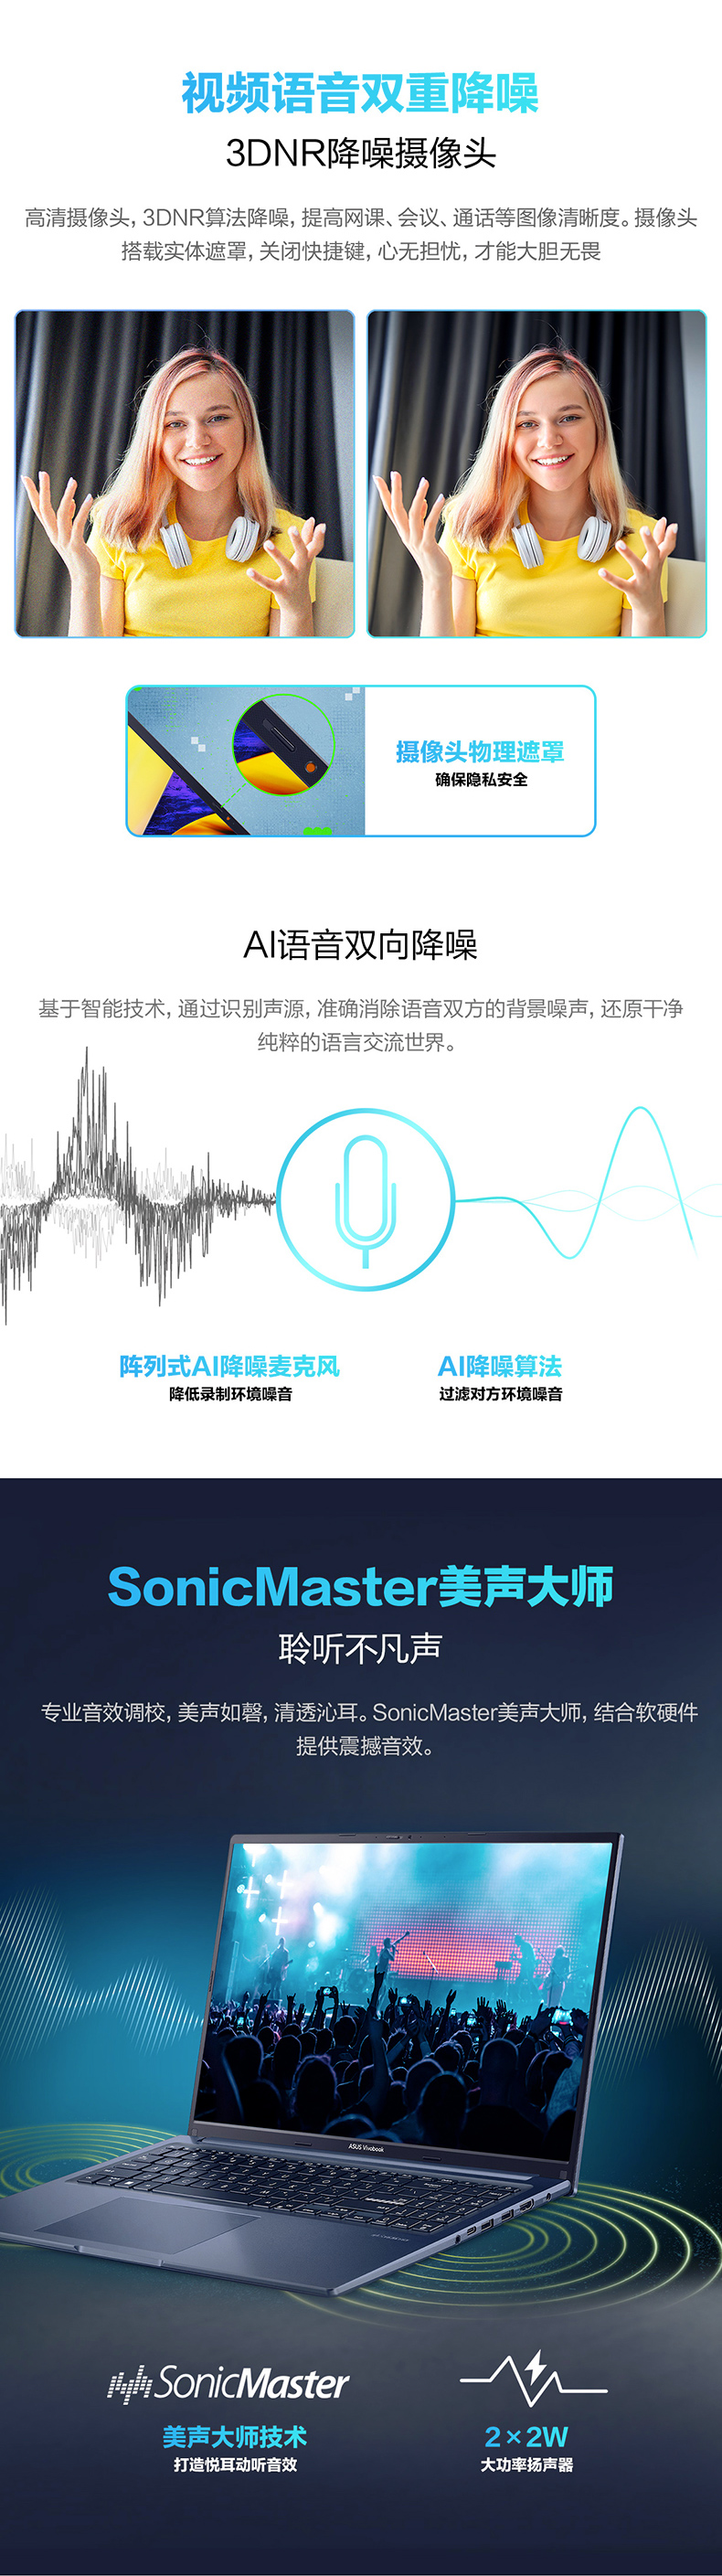 视频语音双重降噪
3DNR降噪摄像头
高清摄像头，3DNR算法降噪，提高网课、会议、通话等图像清晰度。摄像头
搭载实体遮罩，关闭快捷键，心无担忧，才能大胆无畏
摄像头物理遮罩
确保隐私安全
AI语音双向降噪
基于智能技术，通过识别声源，准确消除语音双方的背景噪声，还原干净
纯粹的语言交流世界。
阵列式AI降噪麦克风
降低录制环境噪音
AI降噪算法
过滤对方环境噪音
SonicMaster美声大师
聆听不凡声
专业音效调校，美声如磬，清透沁耳。SonicMaster美声大师，结合软硬件
提供震撼音效。
ASUS Vivobook
SonicMaster
美声大师技术
打造悦耳动听音效
2×2W
大功率扬声器